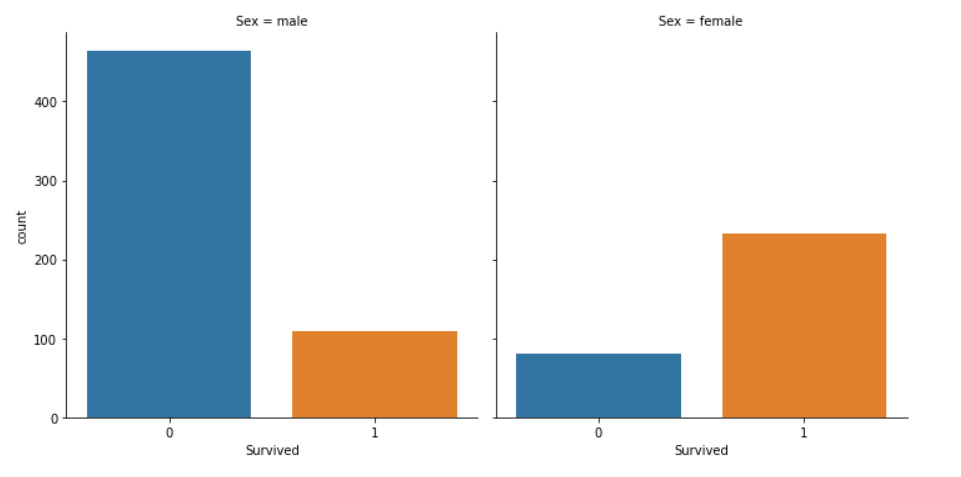 Sex = male
Sex = female
400
300
200
100
0
count
0
1
0
1
Survived
Survived